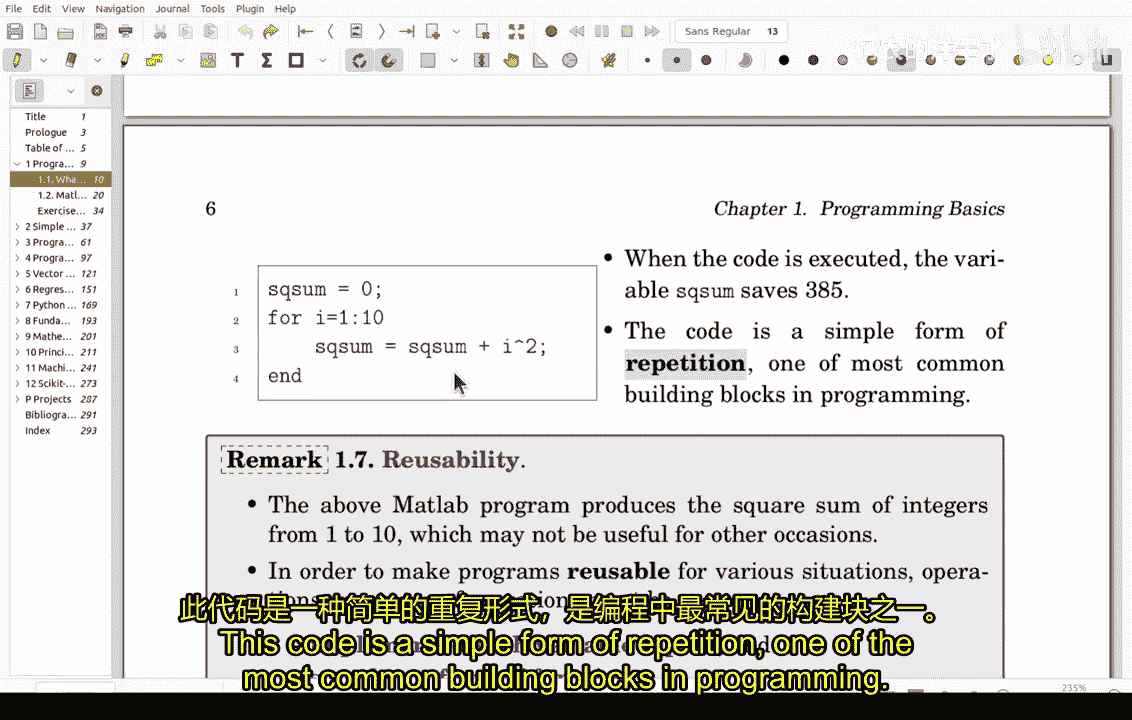 File Edit View Navigation Journal Tools Plugin Help
Sans Regular 13
Title 1
Prologue 3
Table of ... 5
1 Progra... 9
1.1. Wha... 10
1.2. Matl... 20
Exercise... 34
2 Simple ... 37
3 Progra... 61
4 Progra... 97
5 Vector ... 121
6 Regres... 151
7 Python ... 169
8 Funda... 193
9 Mathe... 201
10 Princi... 211
11 Machi... 241
12 Scikit-... 273
P Projects 287
Bibliogra... 291
Index 293
6 Chapter 1. Programming Basics
1 sqsum = 0;
2 for i=1:10
3 sqsum = sqsum + i^2;
4 end
• When the code is executed, the vari-
able sqsum saves 385.
• The code is a simple form of
repetition, one of most common
building blocks in programming.
Remark 1.7. Reusability.
• The above Matlab program produces the square sum of integers
from 1 to 10, which may not be useful for other occasions.
• In order to make programs reusable for various situations, opera-
此代码是一种简单的重复形式，是编程中最常见的构建块之一。
This code is a simple form of repetition, one of the
most common building blocks in programming.
235%